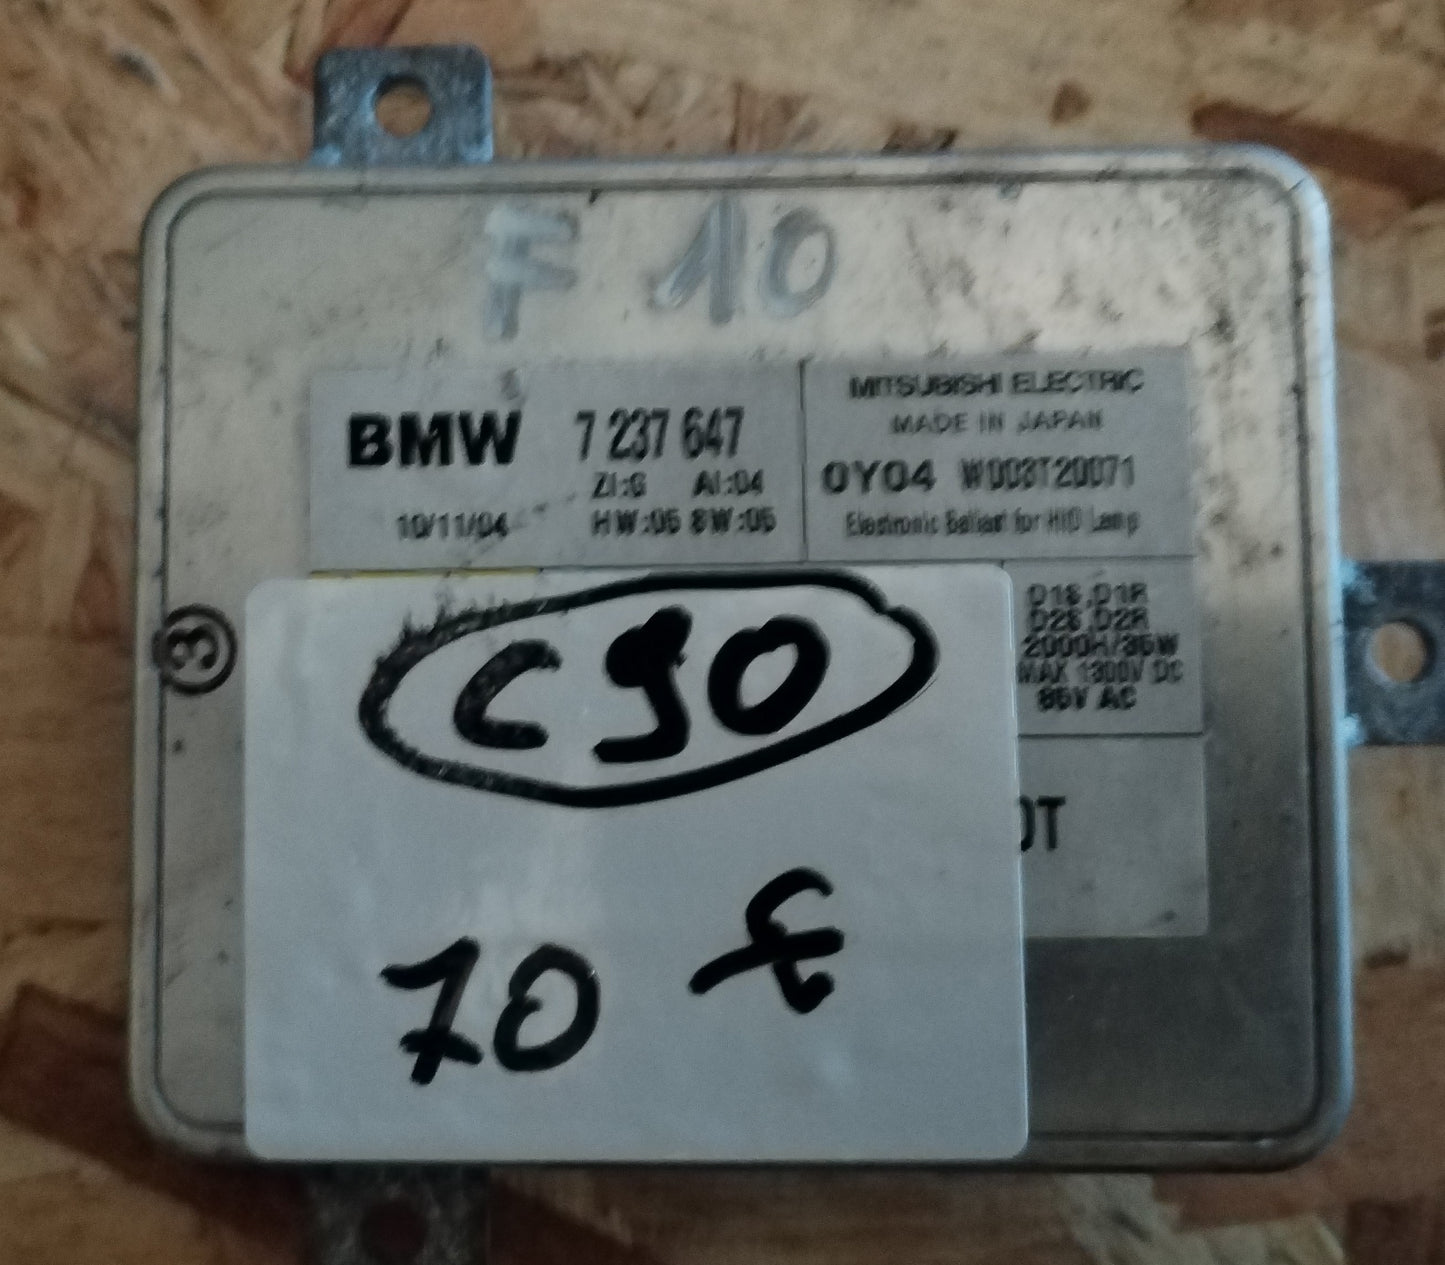 F 10
BMW 7 237 647
ZI:G AI:04
10/11/04 HW:05 SW:05
MITSUBISHI ELECTRIC
MADE IN JAPAN
0Y04 W003T20071
Electronic Ballast for HID Lamp
D1S,D1R
D2S,D2R
2000H/35W
MAX 1300V DC
85V AC
3
C90
70 €